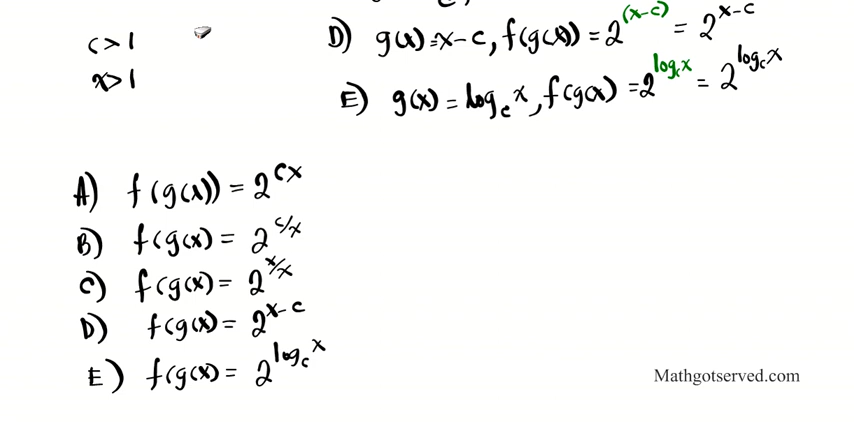 c > 1
x > 1
D) g(x) = x - c, f(g(x)) = 2^(x-c) = 2^x-c
E) g(x) = log_c x, f(g(x) = 2^log_c x = 2^log_c x
A) f(g(x)) = 2^cx
B) f(g(x) = 2^c/x
C) f(g(x) = 2^x/x
D) f(g(x) = 2^x-c
E) f(g(x) = 2^log_c x
Mathgotserved.com